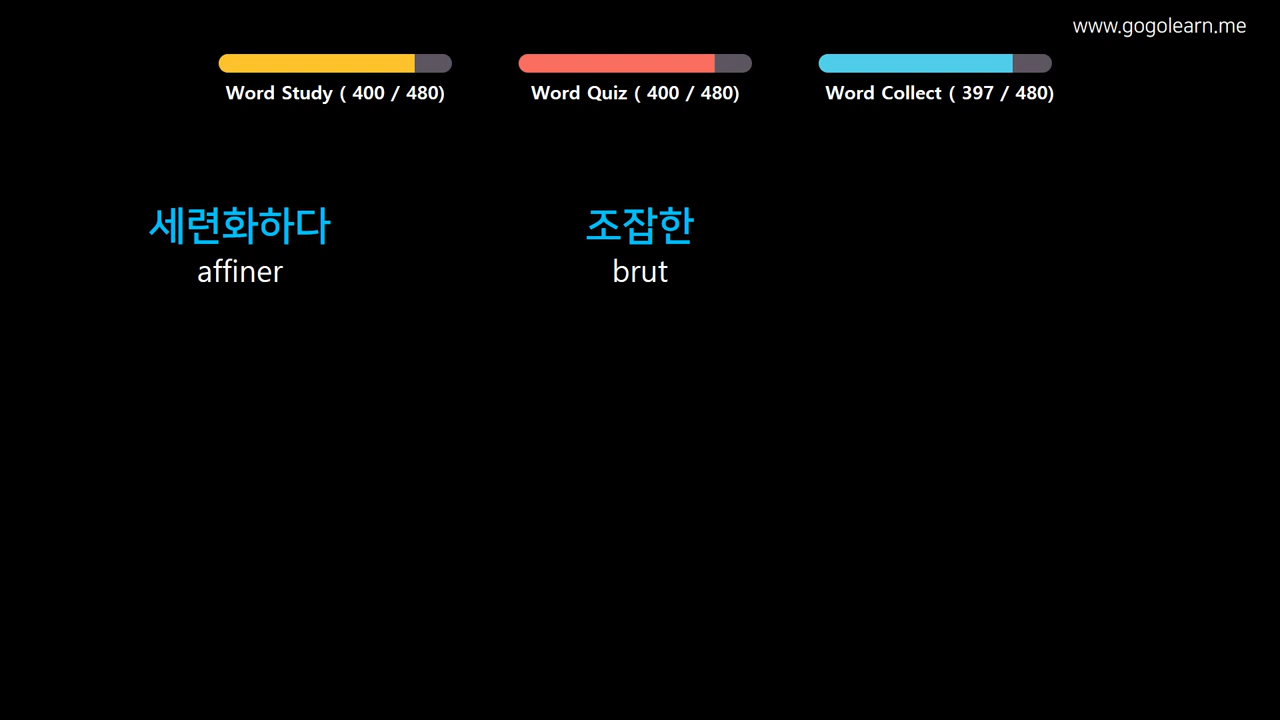 www.gogolearn.me
Word Study ( 400 / 480)
Word Quiz ( 400 / 480)
Word Collect ( 397 / 480)
세련화하다
affiner
조잡한
brut